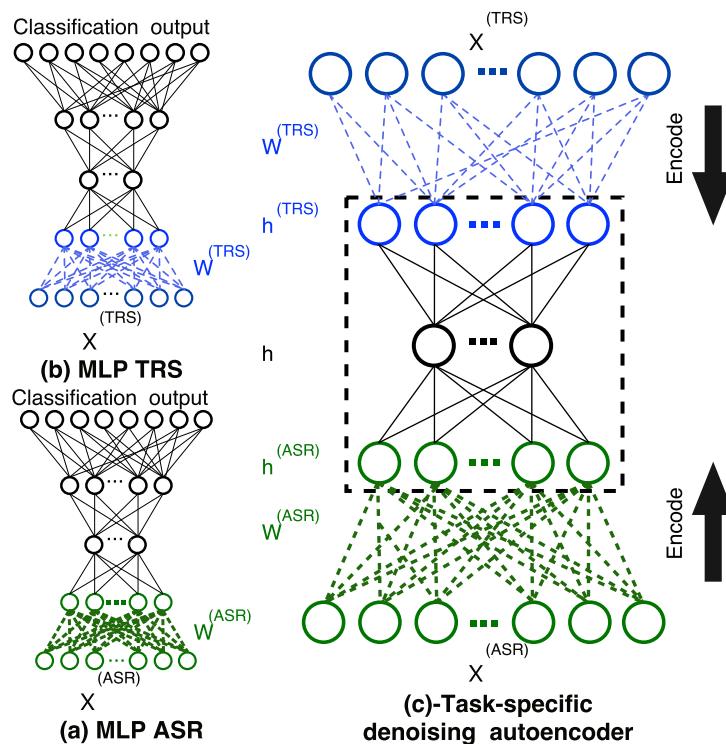 Classification output
W(TRS)
X(TRS)
(b) MLP TRS
Classification output
W(ASR)
X(ASR)
(a) MLP ASR
X(TRS)
W(TRS)
Encode
h(TRS)
h
h(ASR)
W(ASR)
Encode
X(ASR)
(c)-Task-specific
denoising autoencoder